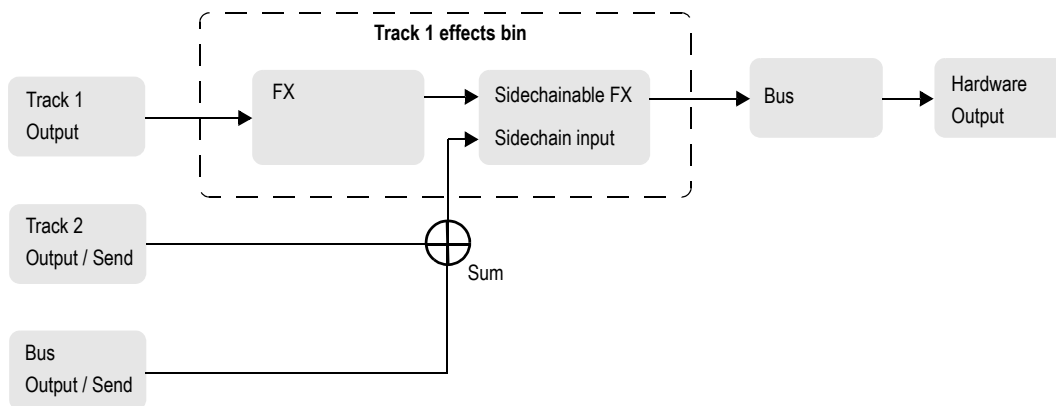 Track 1 effects bin
Track 1
Output
FX
Sidechainable FX
Sidechain input
Bus
Hardware
Output
Track 2
Output / Send
Sum
Bus
Output / Send